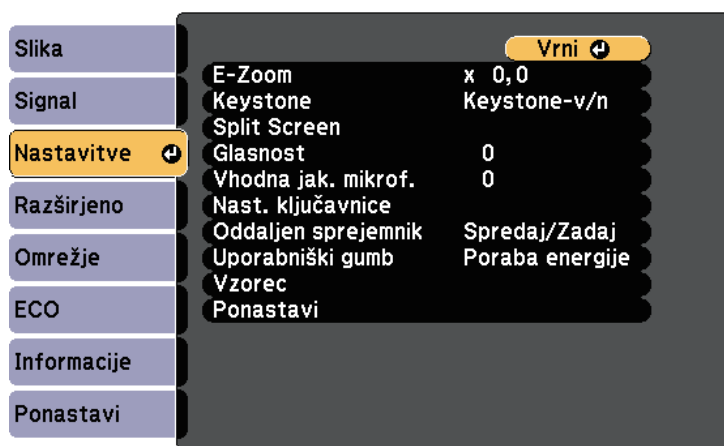 Slika
Signal
Nastavitve
Razširjeno
Omrežje
ECO
Informacije
Ponastavi
Vrni
E-Zoom x 0,0
Keystone Keystone-v/n
Split Screen
Glasnost 0
Vhodna jak. mikrof. 0
Nast. ključavnice
Oddaljen sprejemnik Spredaj/Zadaj
Uporabniški gumb Poraba energije
Vzorec
Ponastavi